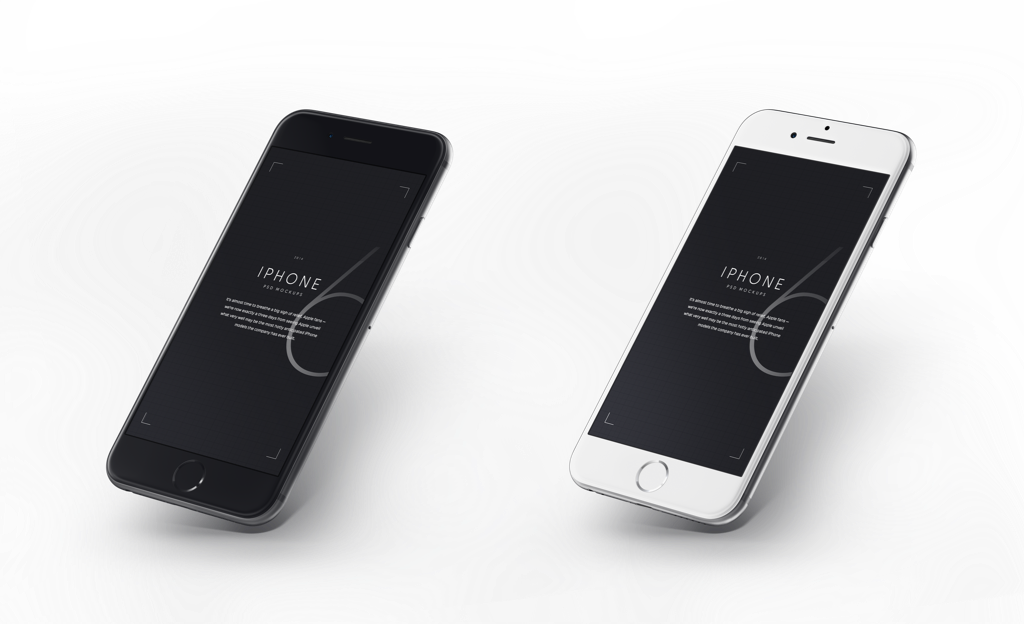 2014
IPHONE
PSD MOCKUPS
It's almost time to breathe a big sigh of relief, Apple fans –
we're now exactly a three days from seeing Apple unveil
what very well may be the most hotly anticipated iPhone
models the company has ever built.
6
2014
IPHONE
PSD MOCKUPS
It's almost time to breathe a big sigh of relief, Apple fans –
we're now exactly a three days from seeing Apple unveil
what very well may be the most hotly anticipated iPhone
models the company has ever built.
6